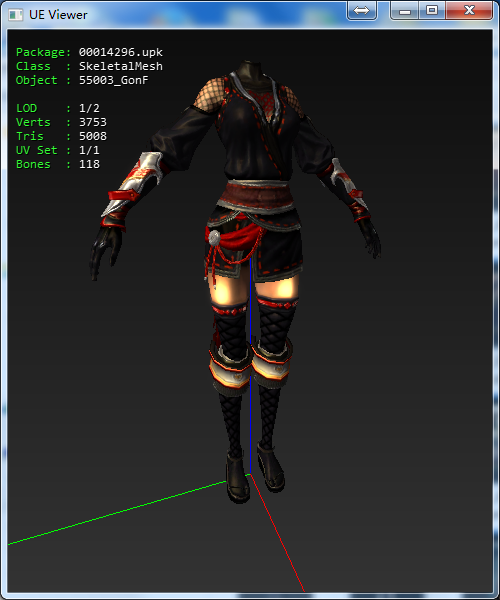 UE Viewer
Package: 00014296.upk
Class : SkeletalMesh
Object : 55003_GonF
LOD : 1/2
Verts : 3753
Tris : 5008
UV Set : 1/1
Bones : 118